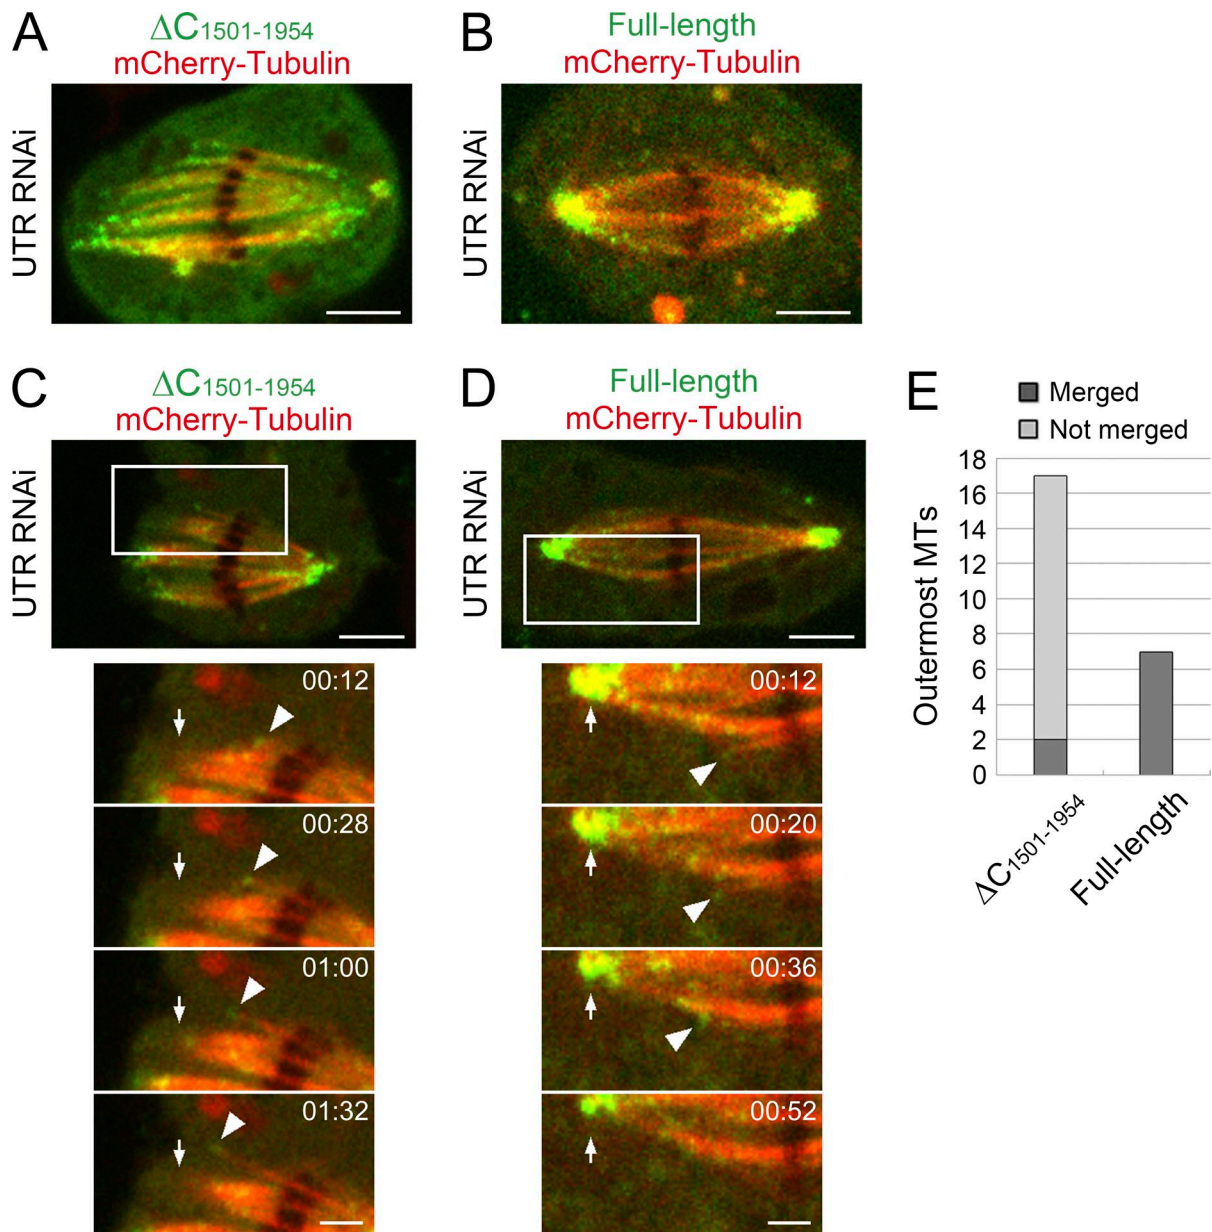 A
ΔC1501-1954
mCherry-Tubulin
UTR RNAi
B
Full-length
mCherry-Tubulin
UTR RNAi
C
ΔC1501-1954
mCherry-Tubulin
UTR RNAi
00:12
00:28
01:00
01:32
D
Full-length
mCherry-Tubulin
UTR RNAi
00:12
00:20
00:36
00:52
E
Merged
Not merged
Outermost MTs
18
16
14
12
10
8
6
4
2
0
ΔC1501-1954
Full-length